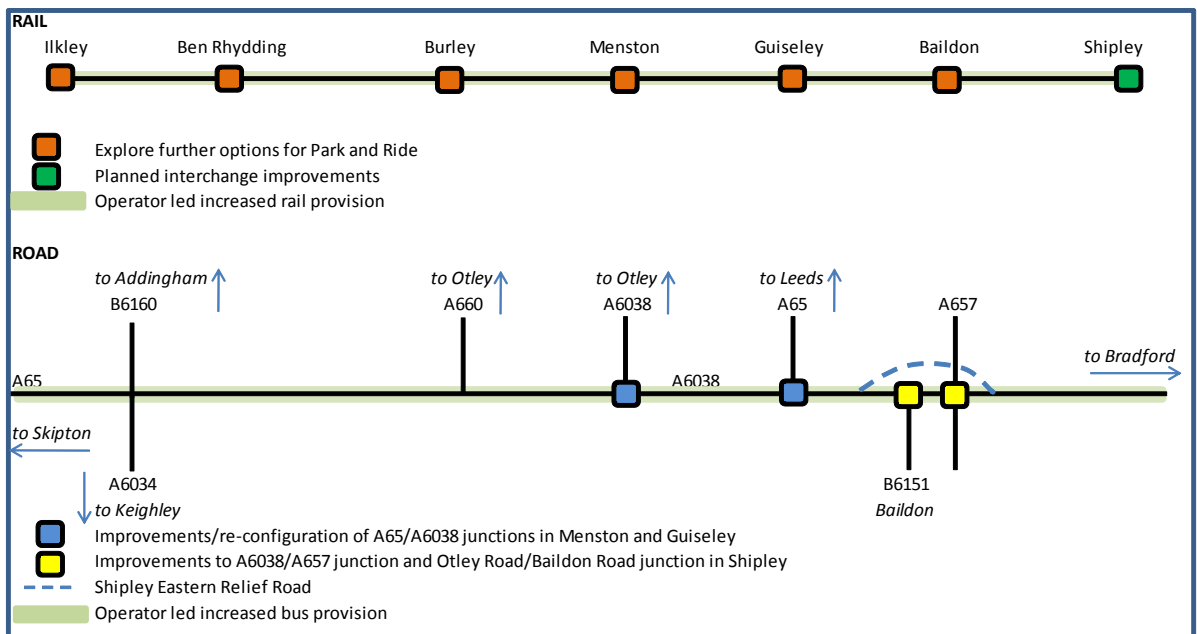 RAIL
Ilkley Ben Rhydding Burley Menston Guiseley Baildon Shipley
Explore further options for Park and Ride
Planned interchange improvements
Operator led increased rail provision
ROAD
to Addingham to Otley to Otley to Leeds
B6160 A660 A6038 A65 A657
to Bradford
A65 A6038
to Skipton
A6034 B6151
to Keighley Baildon
Improvements/re-configuration of A65/A6038 junctions in Menston and Guiseley
Improvements to A6038/A657 junction and Otley Road/Baildon Road junction in Shipley
Shipley Eastern Relief Road
Operator led increased bus provision